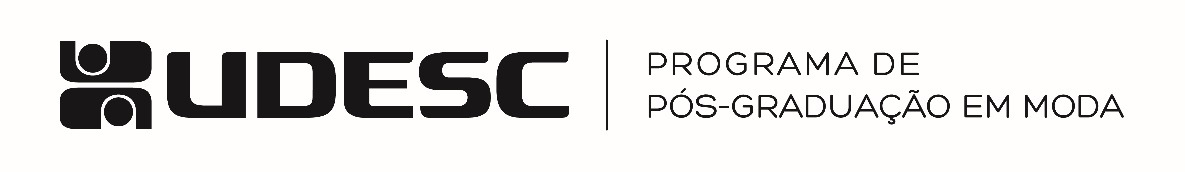 UDESC
PROGRAMA DE
PÓS-GRADUAÇÃO EM MODA